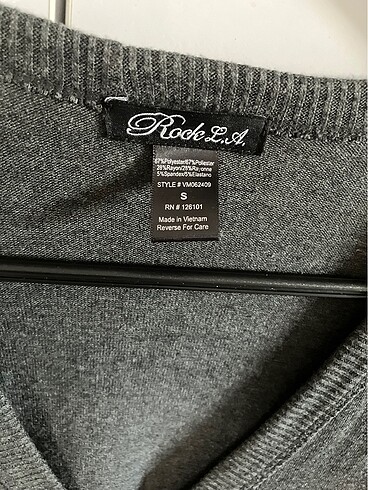 Rock L.A.
67%Polyester/67%Poliester
28%Rayon/28%Rayonne
5%Spandex/5%Elastano
STYLE # VM062409
S
RN # 126101
Made in Vietnam
Reverse For Care